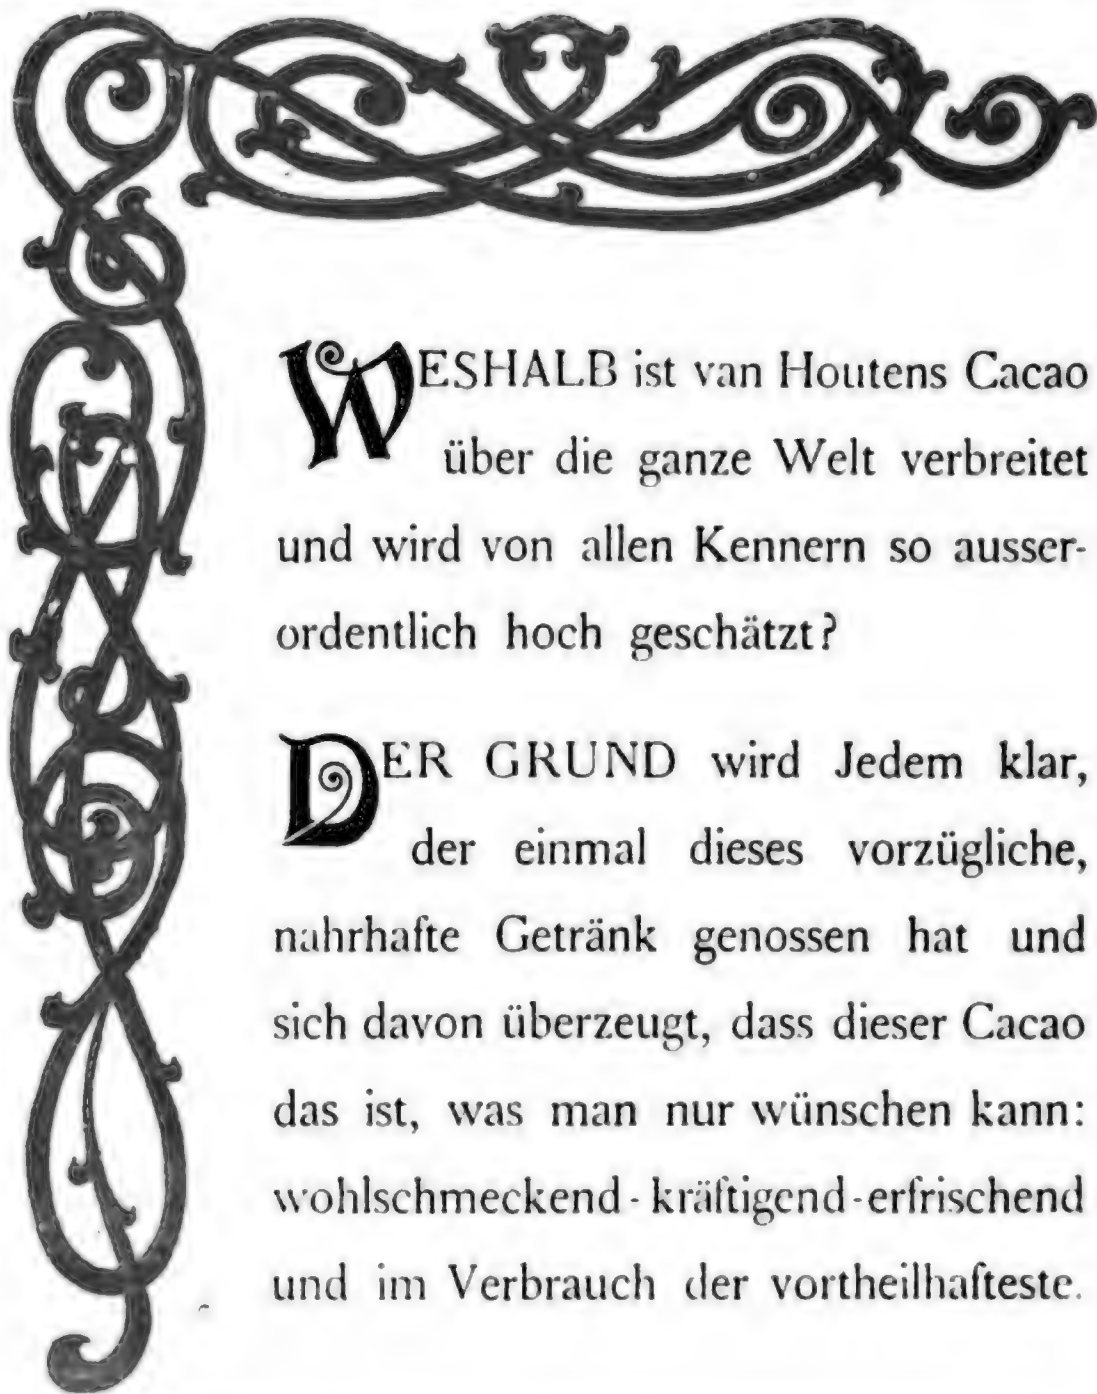 WESHALB ist van Houtens Cacao
über die ganze Welt verbreitet
und wird von allen Kennern so ausser-
ordentlich hoch geschätzt?
DER GRUND wird Jedem klar,
der einmal dieses vorzügliche,
nahrhafte Getränk genossen hat und
sich davon überzeugt, dass dieser Cacao
das ist, was man nur wünschen kann:
wohlschmeckend - kräftigend - erfrischend
und im Verbrauch der vortheilhafteste.